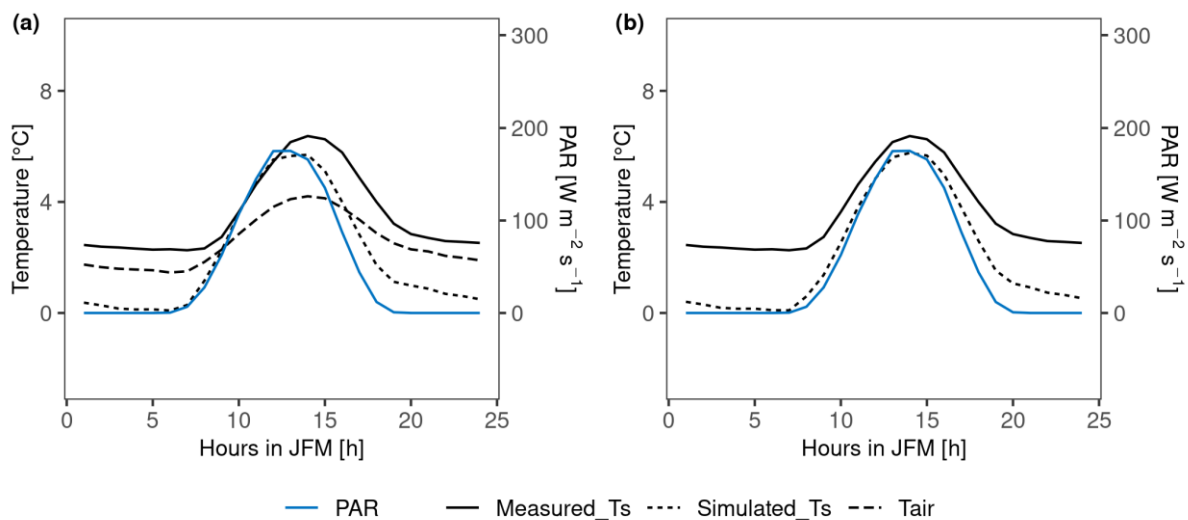 (a)
(b)
Temperature [°C]
8
4
0
300
200
100
0
PAR [W m−2 s−1]
0 5 10 15 20 25
Hours in JFM [h]
Temperature [°C]
8
4
0
300
200
100
0
PAR [W m−2 s−1]
0 5 10 15 20 25
Hours in JFM [h]
PAR Measured_Ts Simulated_Ts Tair